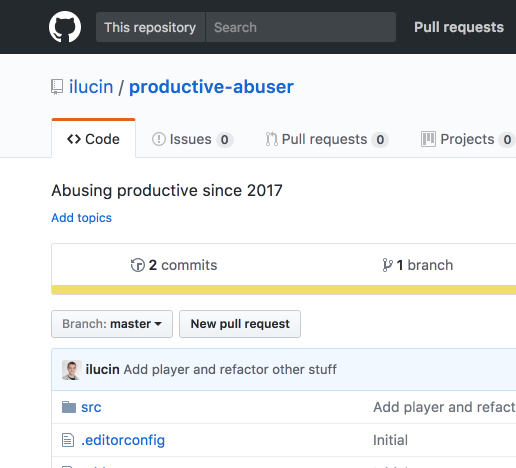 This repository Search Pull requests
ilucin / productive-abuser
Code Issues 0 Pull requests 0 Projects 0
Abusing productive since 2017
Add topics
2 commits 1 branch
Branch: master New pull request
ilucin Add player and refactor other stuff
src Add player and refact
.editorconfig Initial